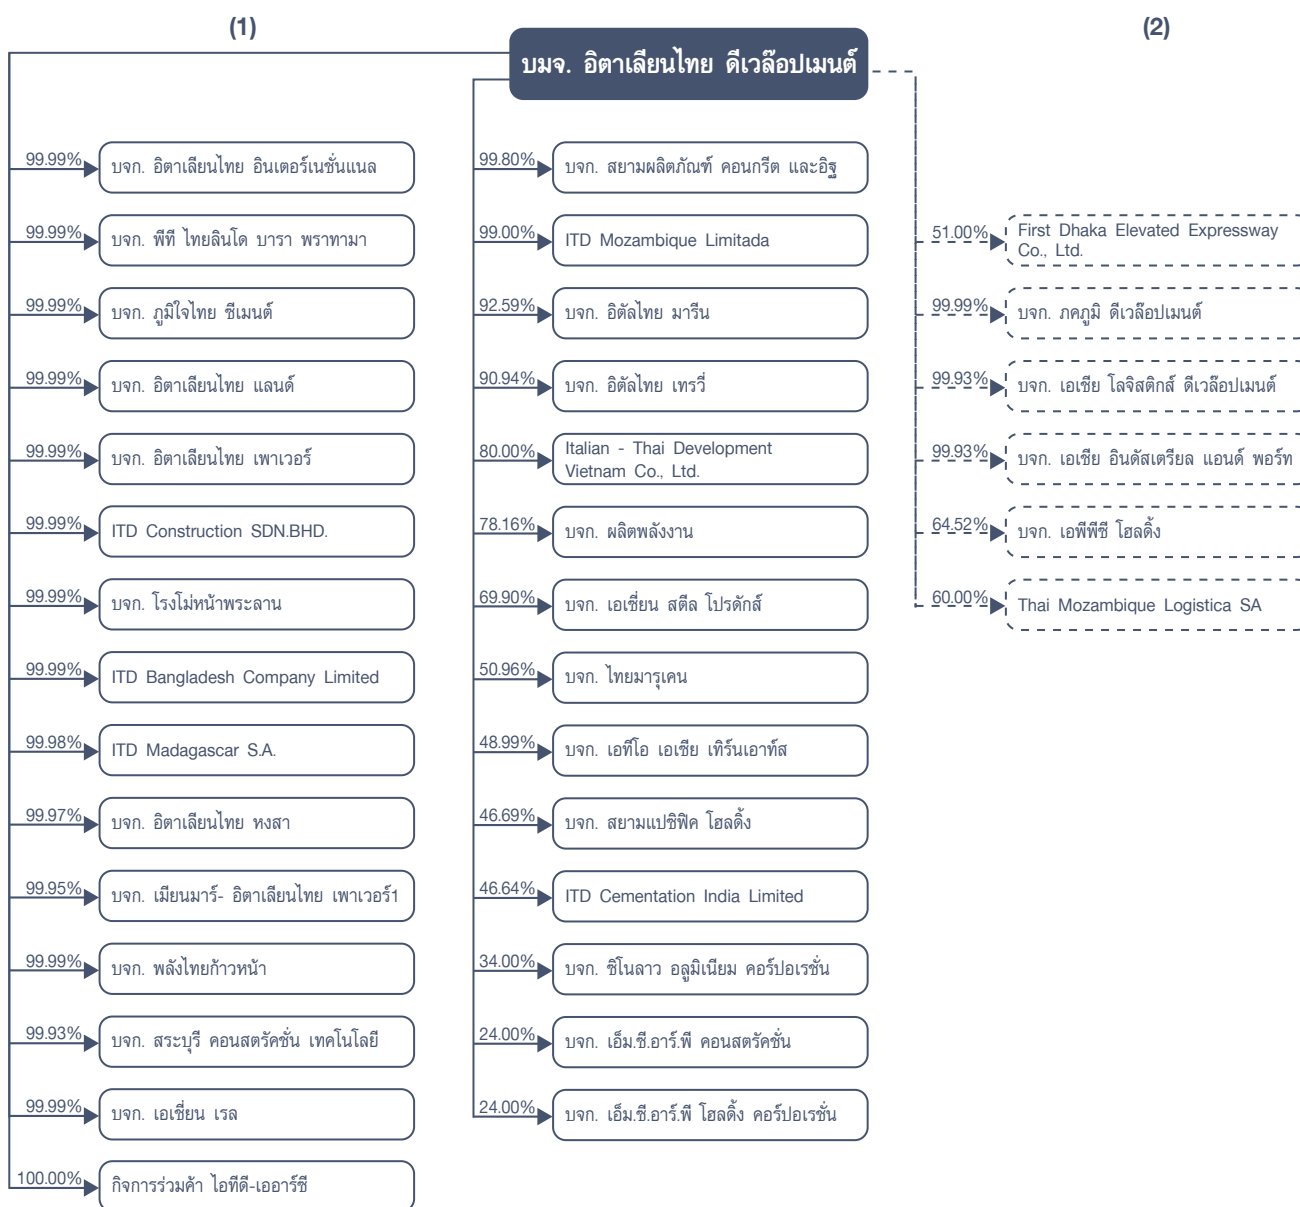 (1)
(2)
บมจ. อิตาเลียนไทย ดีเวล๊อปเมนต์
99.99%
บจก. อิตาเลียนไทย อินเตอร์เนชั่นแนล
99.99%
บจก. พีที ไทยลินโด บารา พราทามา
99.99%
บจก. ภูมิใจไทย ซีเมนต์
99.99%
บจก. อิตาเลียนไทย แลนด์
99.99%
บจก. อิตาเลียนไทย เพาเวอร์
99.99%
ITD Construction SDN.BHD.
99.99%
บจก. โรงโม่หน้าพระลาน
99.99%
ITD Bangladesh Company Limited
99.98%
ITD Madagascar S.A.
99.97%
บจก. อิตาเลียนไทย หงสา
99.95%
บจก. เมียนมาร์- อิตาเลียนไทย เพาเวอร์1
99.99%
บจก. พลังไทยก้าวหน้า
99.93%
บจก. สระบุรี คอนสตรัคชั่น เทคโนโลยี
99.99%
บจก. เอเชี่ยน เรล
100.00%
กิจการร่วมค้า ไอทีดี-เออาร์ซี
99.80%
บจก. สยามผลิตภัณฑ์ คอนกรีต และอิฐ
99.00%
ITD Mozambique Limitada
92.59%
บจก. อิตัลไทย มารีน
90.94%
บจก. อิตัลไทย เทรวี่
80.00%
Italian - Thai Development
Vietnam Co., Ltd.
78.16%
บจก. ผลิตพลังงาน
69.90%
บจก. เอเชี่ยน สตีล โปรดักส์
50.96%
บจก. ไทยมารุเคน
48.99%
บจก. เอทีโอ เอเชีย เทิร์นเอาท์ส
46.69%
บจก. สยามแปซิฟิค โฮลดิ้ง
46.64%
ITD Cementation India Limited
34.00%
บจก. ซิโนลาว อลูมิเนียม คอร์ปอเรชั่น
24.00%
บจก. เอ็ม.ซี.อาร์.พี คอนสตรัคชั่น
24.00%
บจก. เอ็ม.ซี.อาร์.พี โฮลดิ้ง คอร์ปอเรชั่น
51.00%
First Dhaka Elevated Expressway
Co., Ltd.
99.99%
บจก. ภคภูมิ ดีเวล๊อปเมนต์
99.93%
บจก. เอเชีย โลจิสติกส์ ดีเวล๊อปเมนต์
99.93%
บจก. เอเชีย อินดัสเตรียล แอนด์ พอร์ท
64.52%
บจก. เอพีพีซี โฮลดิ้ง
60.00%
Thai Mozambique Logistica SA